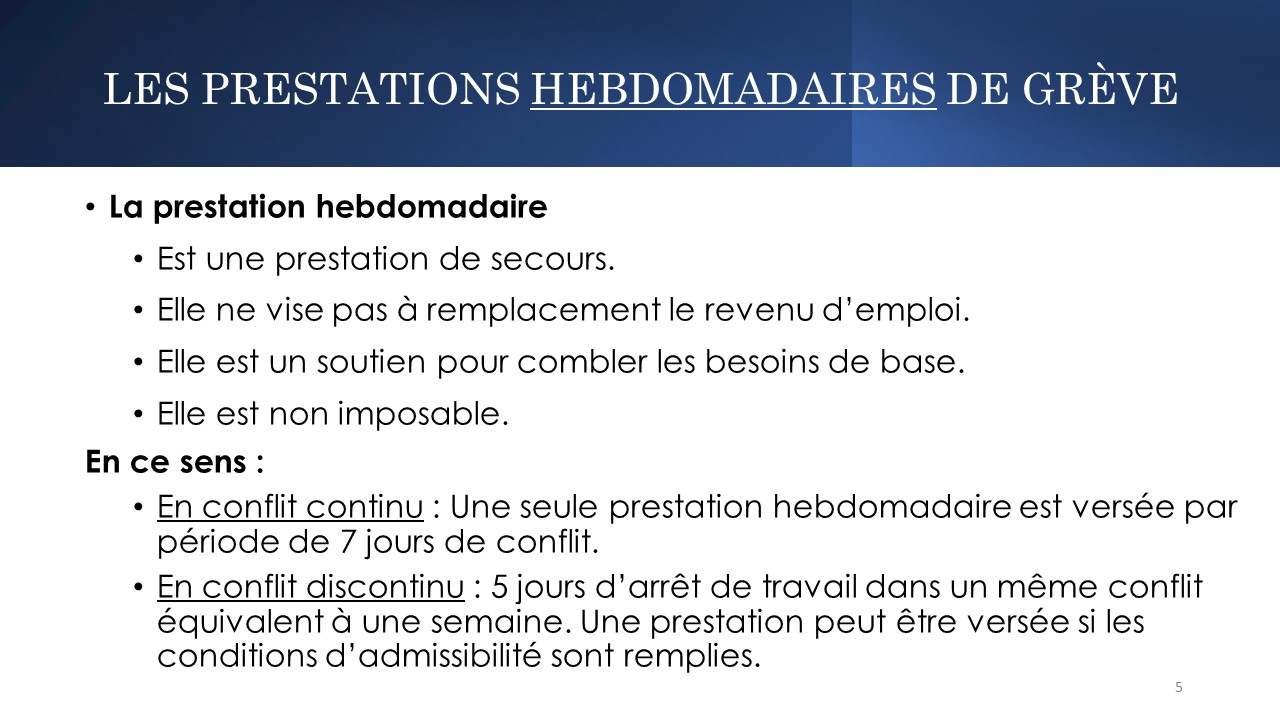 LES PRESTATIONS HEBDOMADAIRES DE GRÈVE
• La prestation hebdomadaire
• Est une prestation de secours.
• Elle ne vise pas à remplacement le revenu d’emploi.
• Elle est un soutien pour combler les besoins de base.
• Elle est non imposable.
En ce sens :
• En conflit continu : Une seule prestation hebdomadaire est versée par
période de 7 jours de conflit.
• En conflit discontinu : 5 jours d’arrêt de travail dans un même conflit
équivalent à une semaine. Une prestation peut être versée si les
conditions d’admissibilité sont remplies.
5